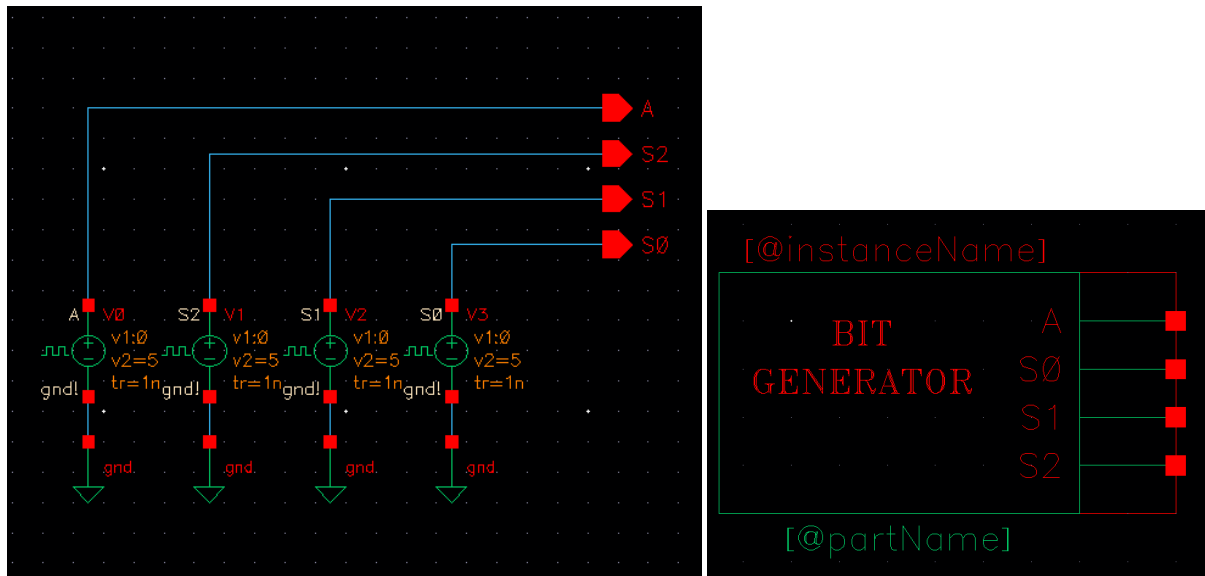 A
S2
S1
SØ
A VØ
v1:Ø
v2=5
tr=1n
gnd!
gnd
S2 V1
v1:Ø
v2=5
tr=1n
gnd!
gnd
S1 V2
v1:Ø
v2=5
tr=1n
gnd!
gnd
SØ V3
v1:Ø
v2=5
tr=1n
gnd!
gnd
[@instanceName]
BIT
GENERATOR
A
SØ
S1
S2
[@partName]